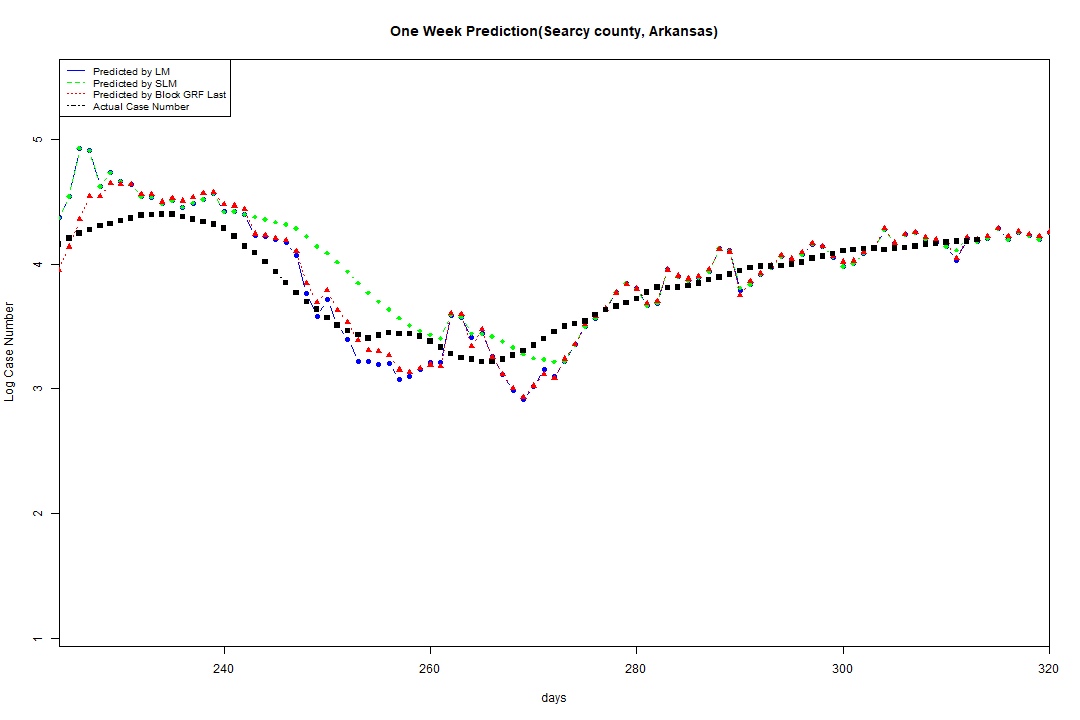 One Week Prediction(Searcy county, Arkansas)
Predicted by LM
Predicted by SLM
Predicted by Block GRF Last
Actual Case Number
5
4
3
2
1
Log Case Number
240 260 280 300 320
days